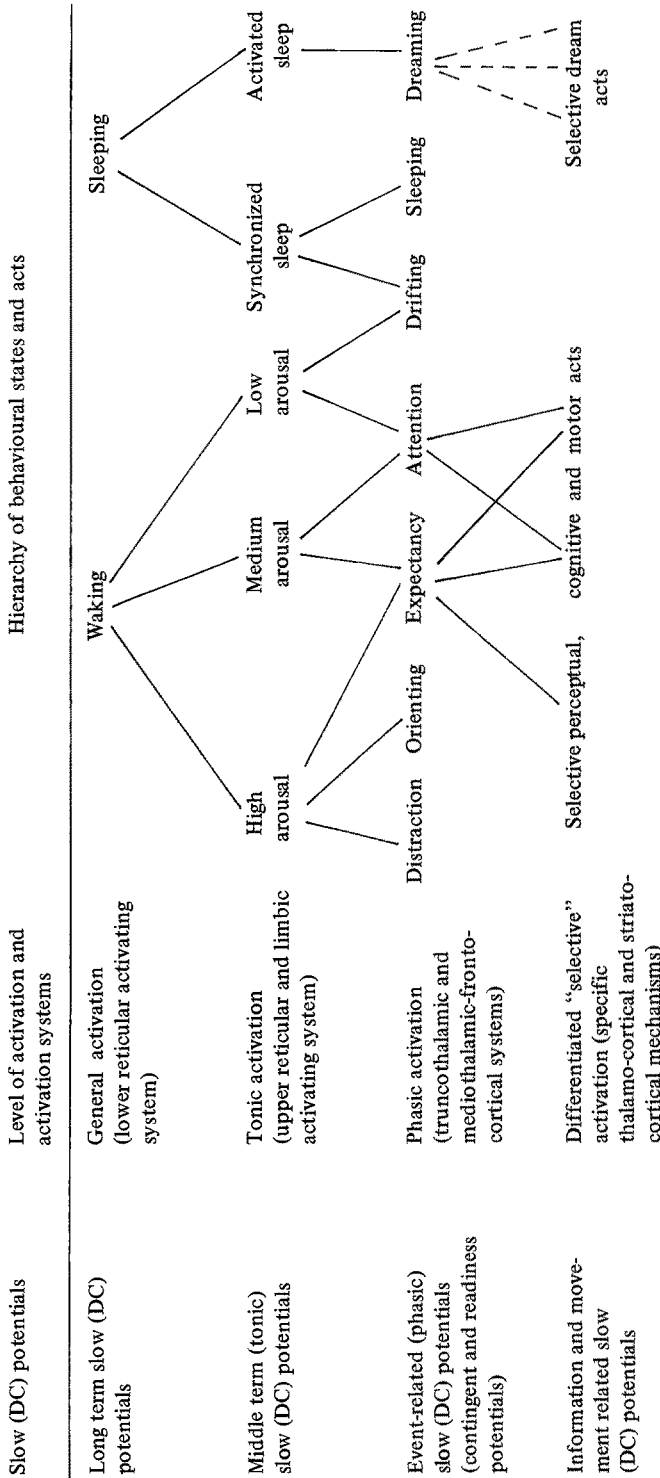 Slow (DC) potentials
Level of activation and
activation systems
Hierarchy of behavioural states and acts
Long term slow (DC)
potentials
General activation
(lower reticular activating
system)
Waking
Sleeping
Middle term (tonic)
slow (DC) potentials
Tonic activation
(upper reticular and limbic
activating system)
High
arousal
Medium
arousal
Low
arousal
Synchronized
sleep
Activated
sleep
Event-related (phasic)
slow (DC) potentials
(contingent and readiness
potentials)
Phasic activation
(truncothalamic and
mediothalamic-fronto-
cortical systems)
Distraction
Orienting
Expectancy
Attention
Drifting
Sleeping
Dreaming
Information and move-
ment related slow
(DC) potentials
Differentiated “selective”
activation (specific
thalamo-cortical and striato-
cortical mechanisms)
Selective perceptual,
cognitive and motor acts
Selective dream
acts